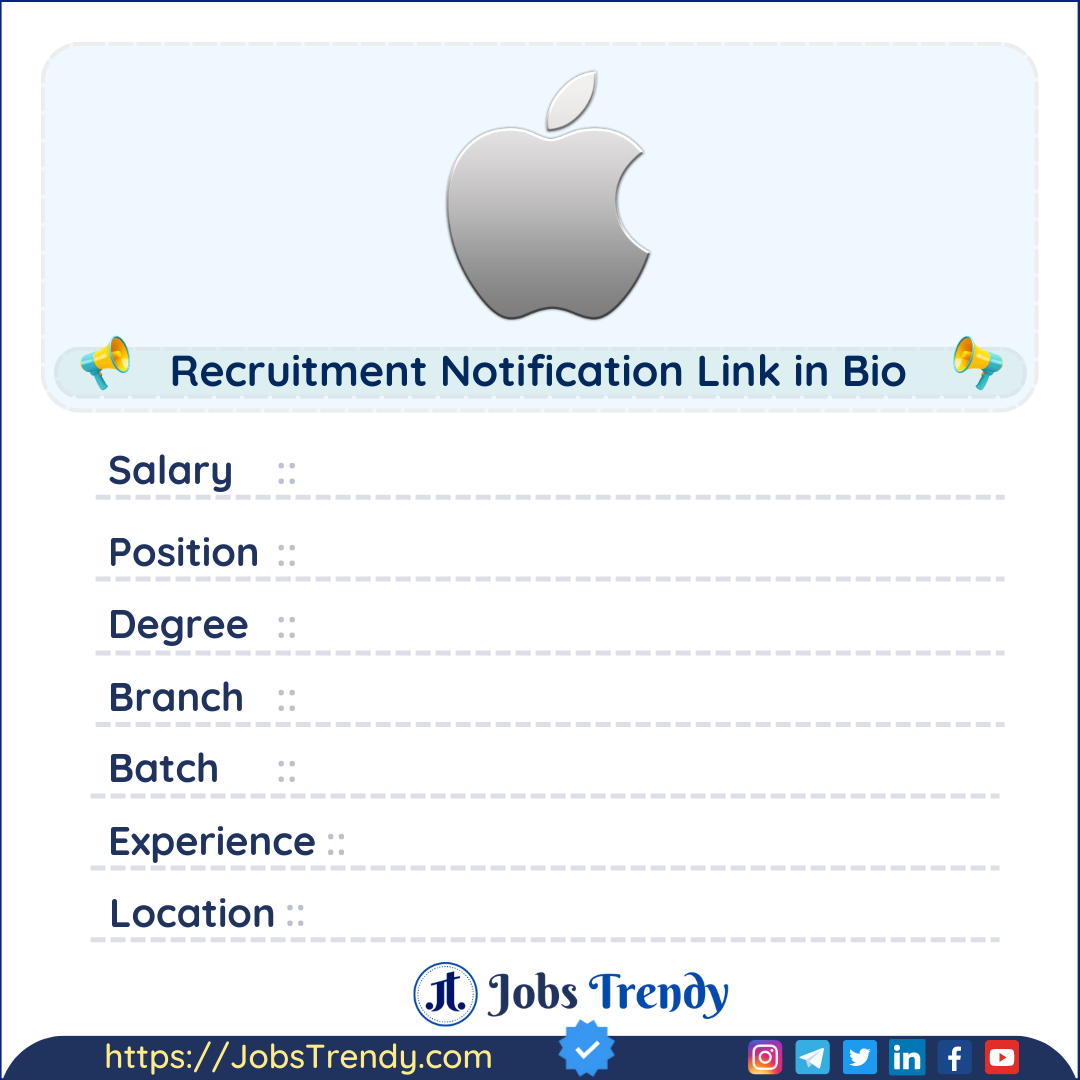 Recruitment Notification Link in Bio
Salary ::
Position ::
Degree ::
Branch ::
Batch ::
Experience ::
Location ::
Jobs Trendy
https://JobsTrendy.com